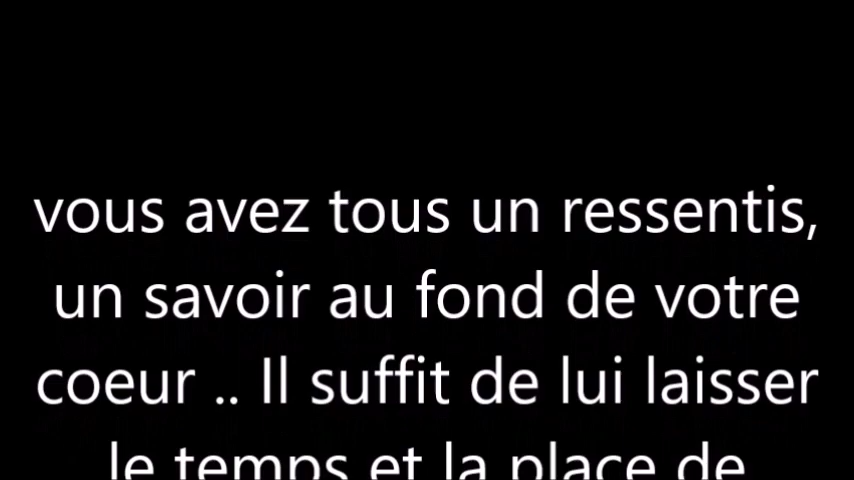 vous avez tous un ressentis,
un savoir au fond de votre
coeur .. Il suffit de lui laisser
le temps et la place de